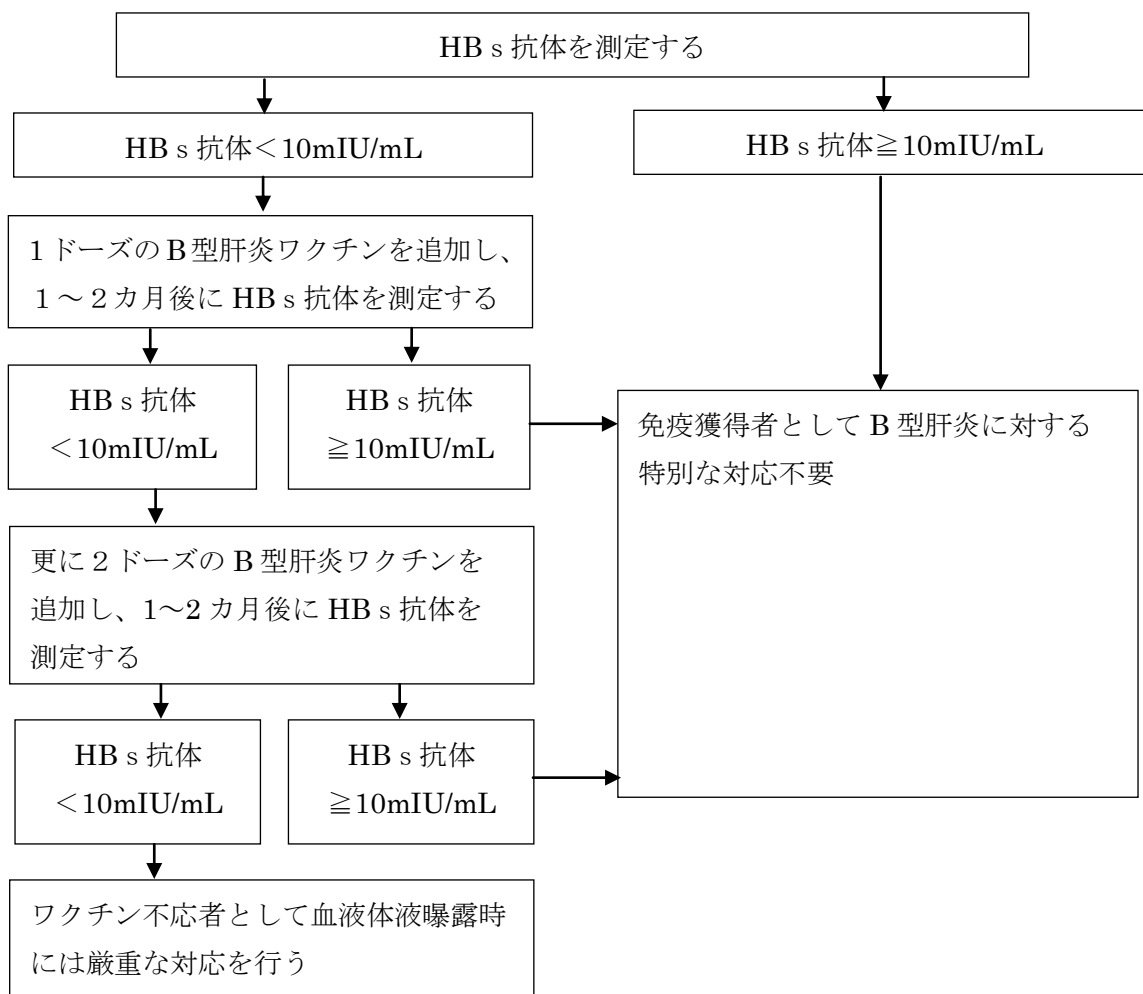 HBｓ抗体を測定する
HBｓ抗体＜10mIU/mL
HBｓ抗体≧10mIU/mL
1ドーズのB型肝炎ワクチンを追加し、
１～２カ月後にHBｓ抗体を測定する
HBｓ抗体
＜10mIU/mL
HBｓ抗体
≧10mIU/mL
免疫獲得者としてB型肝炎に対する
特別な対応不要
更に２ドーズのB型肝炎ワクチンを
追加し、1～2カ月後にHBｓ抗体を
測定する
HBｓ抗体
＜10mIU/mL
HBｓ抗体
≧10mIU/mL
ワクチン不応者として血液体液曝露時
には厳重な対応を行う